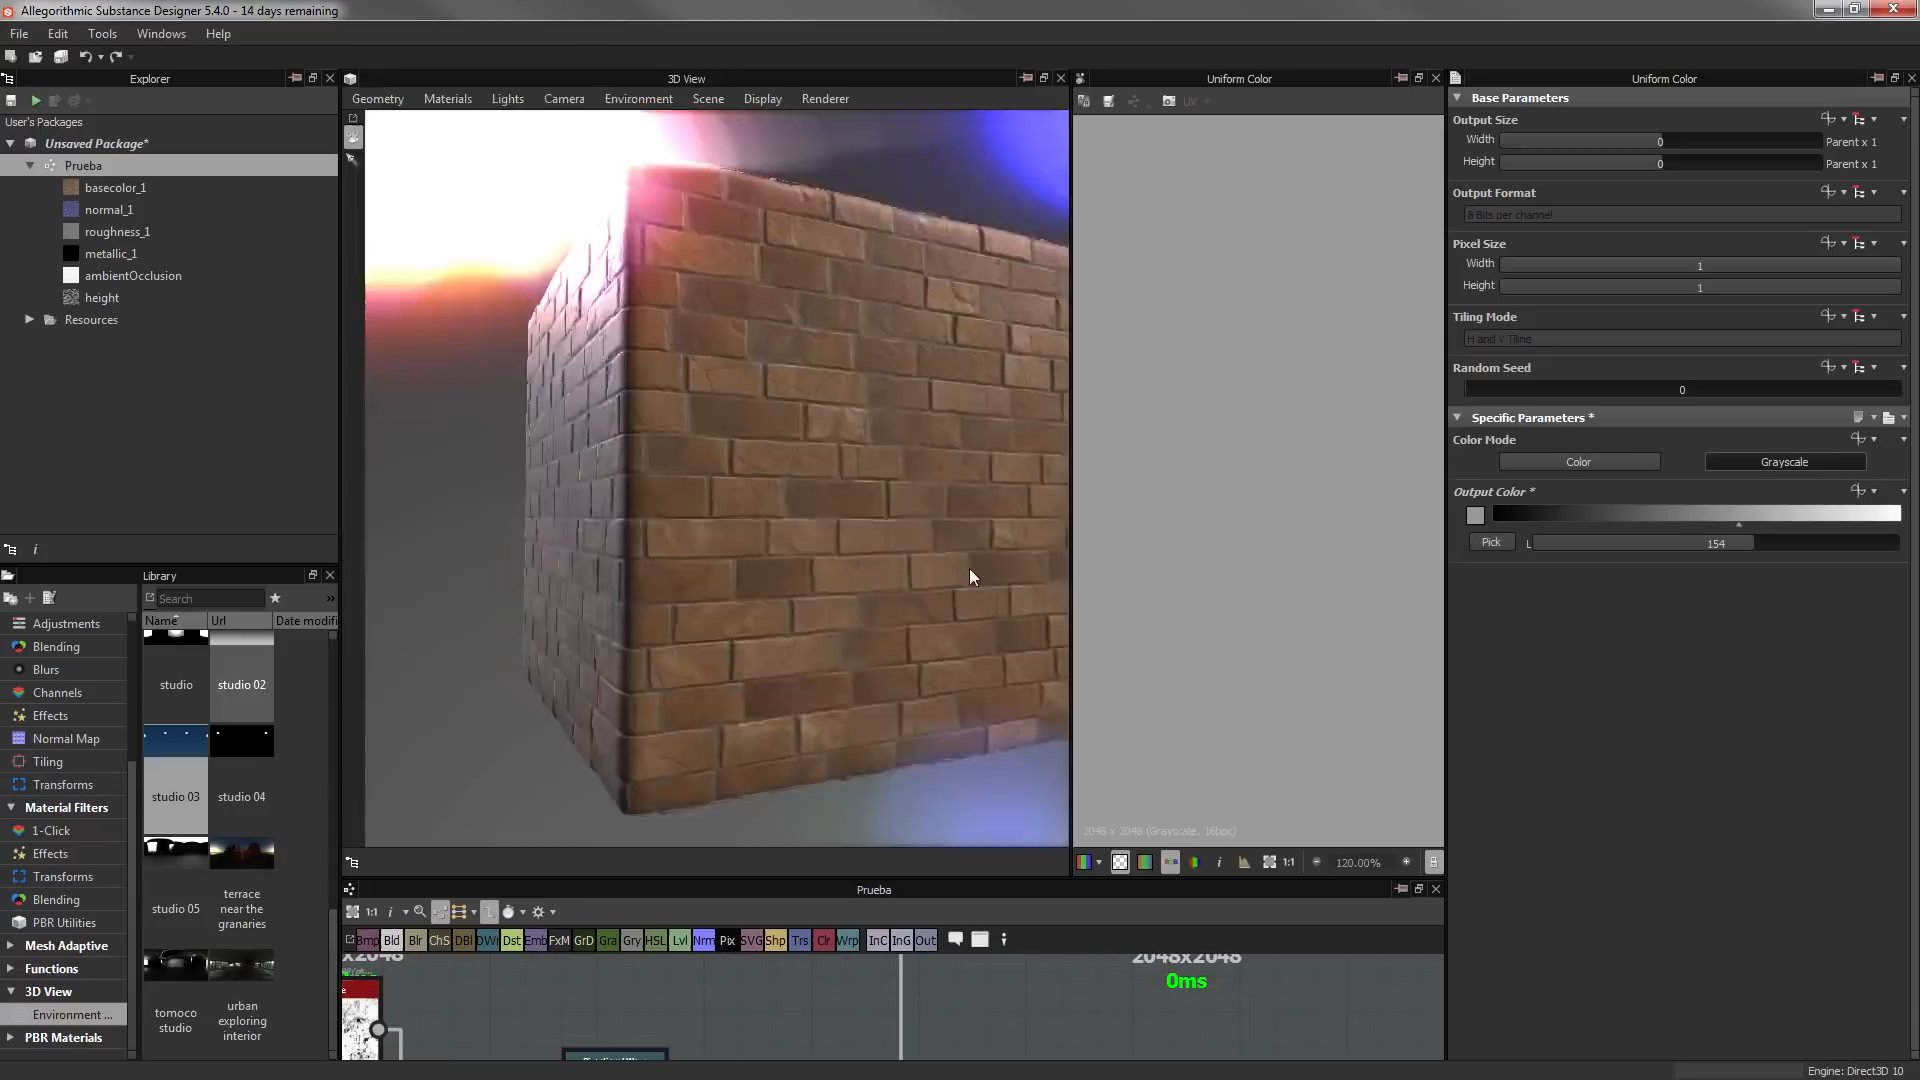 Allegorithmic Substance Designer 5.4.0 - 14 days remaining
File Edit Tools Windows Help
Explorer
User's Packages
Unsaved Package*
Prueba
basecolor_1
normal_1
roughness_1
metallic_1
ambientOcclusion
height
Resources
Library
Search
Name Url Date modifi
Adjustments
Blending
Blurs
Channels
Effects
Normal Map
Tiling
Transforms
Material Filters
1-Click
Effects
Transforms
Blending
PBR Utilities
Mesh Adaptive
Functions
3D View
Environment ...
PBR Materials
studio
studio 02
studio 03
studio 04
studio 05
terrace
near the
granaries
tomoco
studio
urban
exploring
interior
3D View
Geometry Materials Lights Camera Environment Scene Display Renderer
Uniform Color
UV
2048 x 2048 (Grayscale, 16bpc)
1:1 120.00%
Prueba
1:1
Bmp Bld Blr ChS DBl DWr Dst Emb FxM GrD Gra Gry HSL Lvl Nrm Pix SVG Shp Trs Clr Wrp InC InG Out
x2048
2048x2048
0ms
Uniform Color
Base Parameters
Output Size
Width 0 Parent x 1
Height 0 Parent x 1
Output Format
8 Bits per channel
Pixel Size
Width 1
Height 1
Tiling Mode
H and V Tiling
Random Seed
0
Specific Parameters *
Color Mode
Color Grayscale
Output Color *
Pick L 154
Engine: Direct3D 10